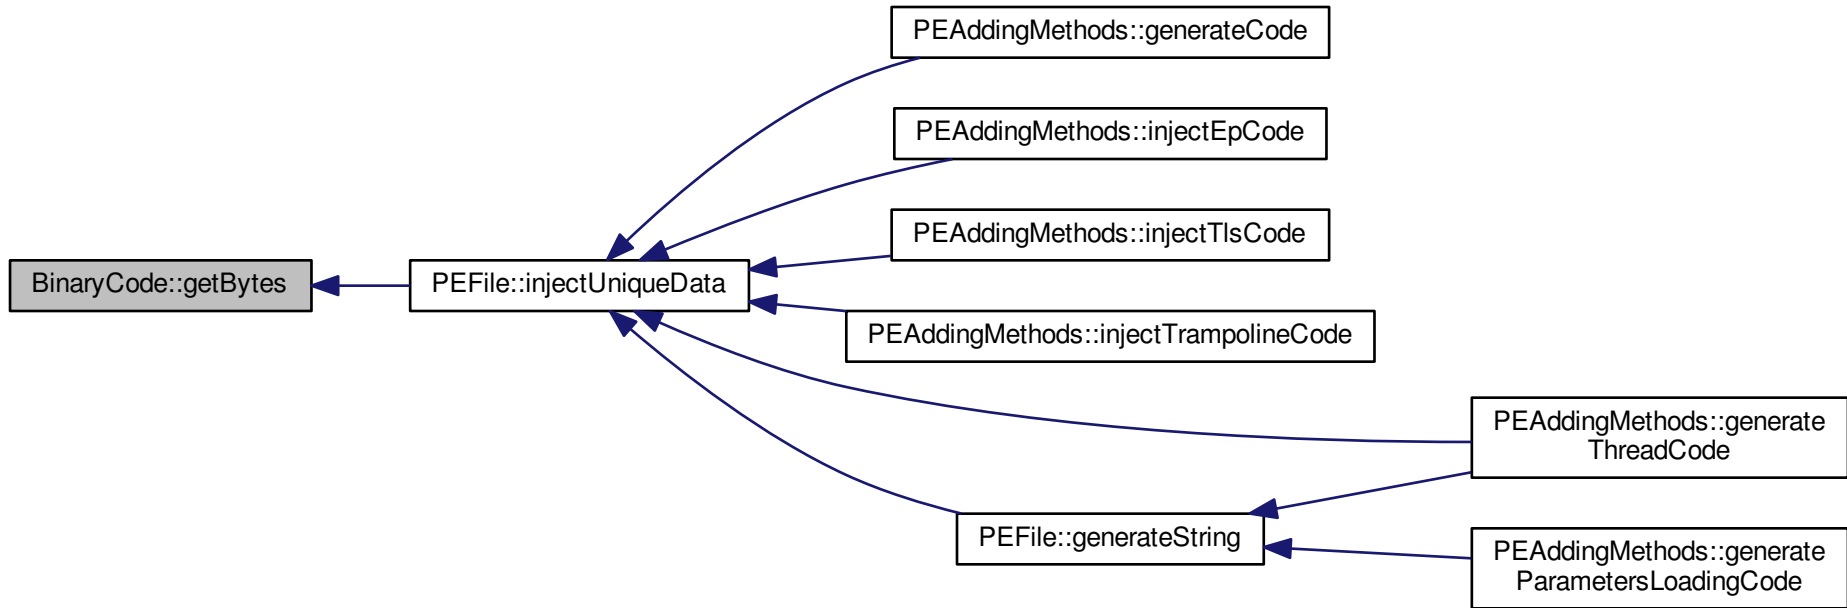 PEAddingMethods::generateCode
PEAddingMethods::injectEpCode
PEAddingMethods::injectTlsCode
BinaryCode::getBytes
PEFile::injectUniqueData
PEAddingMethods::injectTrampolineCode
PEAddingMethods::generate
ThreadCode
PEFile::generateString
PEAddingMethods::generate
ParametersLoadingCode